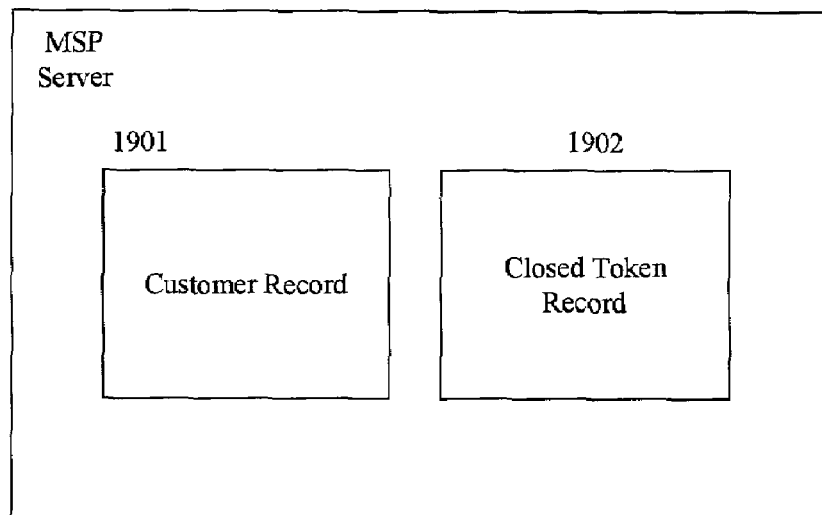 MSP
Server
1901
1902
Customer Record
Closed Token
Record